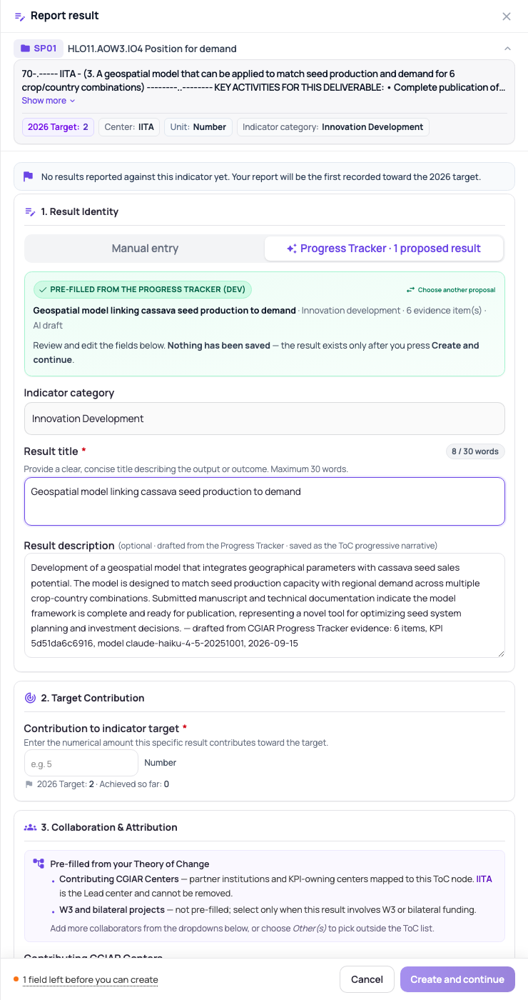 Report result
SP01 HLO11.AOW3.IO4 Position for demand
70-.----- IITA - (3. A geospatial model that can be applied to match seed production and demand for 6
crop/country combinations) --------..-------- KEY ACTIVITIES FOR THIS DELIVERABLE: • Complete publication of...
Show more
2026 Target: 2 Center: IITA Unit: Number Indicator category: Innovation Development
No results reported against this indicator yet. Your report will be the first recorded toward the 2026 target.
1. Result Identity
Manual entry Progress Tracker · 1 proposed result
PRE-FILLED FROM THE PROGRESS TRACKER (DEV) Choose another proposal
Geospatial model linking cassava seed production to demand · Innovation development · 6 evidence item(s) ·
AI draft
Review and edit the fields below. Nothing has been saved — the result exists only after you press Create and
continue.
Indicator category
Innovation Development
Result title * 8 / 30 words
Provide a clear, concise title describing the output or outcome. Maximum 30 words.
Geospatial model linking cassava seed production to demand
Result description (optional · drafted from the Progress Tracker · saved as the ToC progressive narrative)
Development of a geospatial model that integrates geographical parameters with cassava seed sales
potential. The model is designed to match seed production capacity with regional demand across multiple
crop-country combinations. Submitted manuscript and technical documentation indicate the model
framework is complete and ready for publication, representing a novel tool for optimizing seed system
planning and investment decisions. — drafted from CGIAR Progress Tracker evidence: 6 items, KPI
5d51da6c6916, model claude-haiku-4-5-20251001, 2026-09-15
2. Target Contribution
Contribution to indicator target *
Enter the numerical amount this specific result contributes toward the target.
e.g. 5 Number
2026 Target: 2 · Achieved so far: 0
3. Collaboration & Attribution
Pre-filled from your Theory of Change
• Contributing CGIAR Centers — partner institutions and KPI-owning centers mapped to this ToC node. IITA
is the Lead center and cannot be removed.
• W3 and bilateral projects — not pre-filled; select only when this result involves W3 or bilateral funding.
Add more collaborators from the dropdowns below, or choose Other(s) to pick outside the ToC list.
Contributing CGIAR Centers
1 field left before you can create Cancel Create and continue